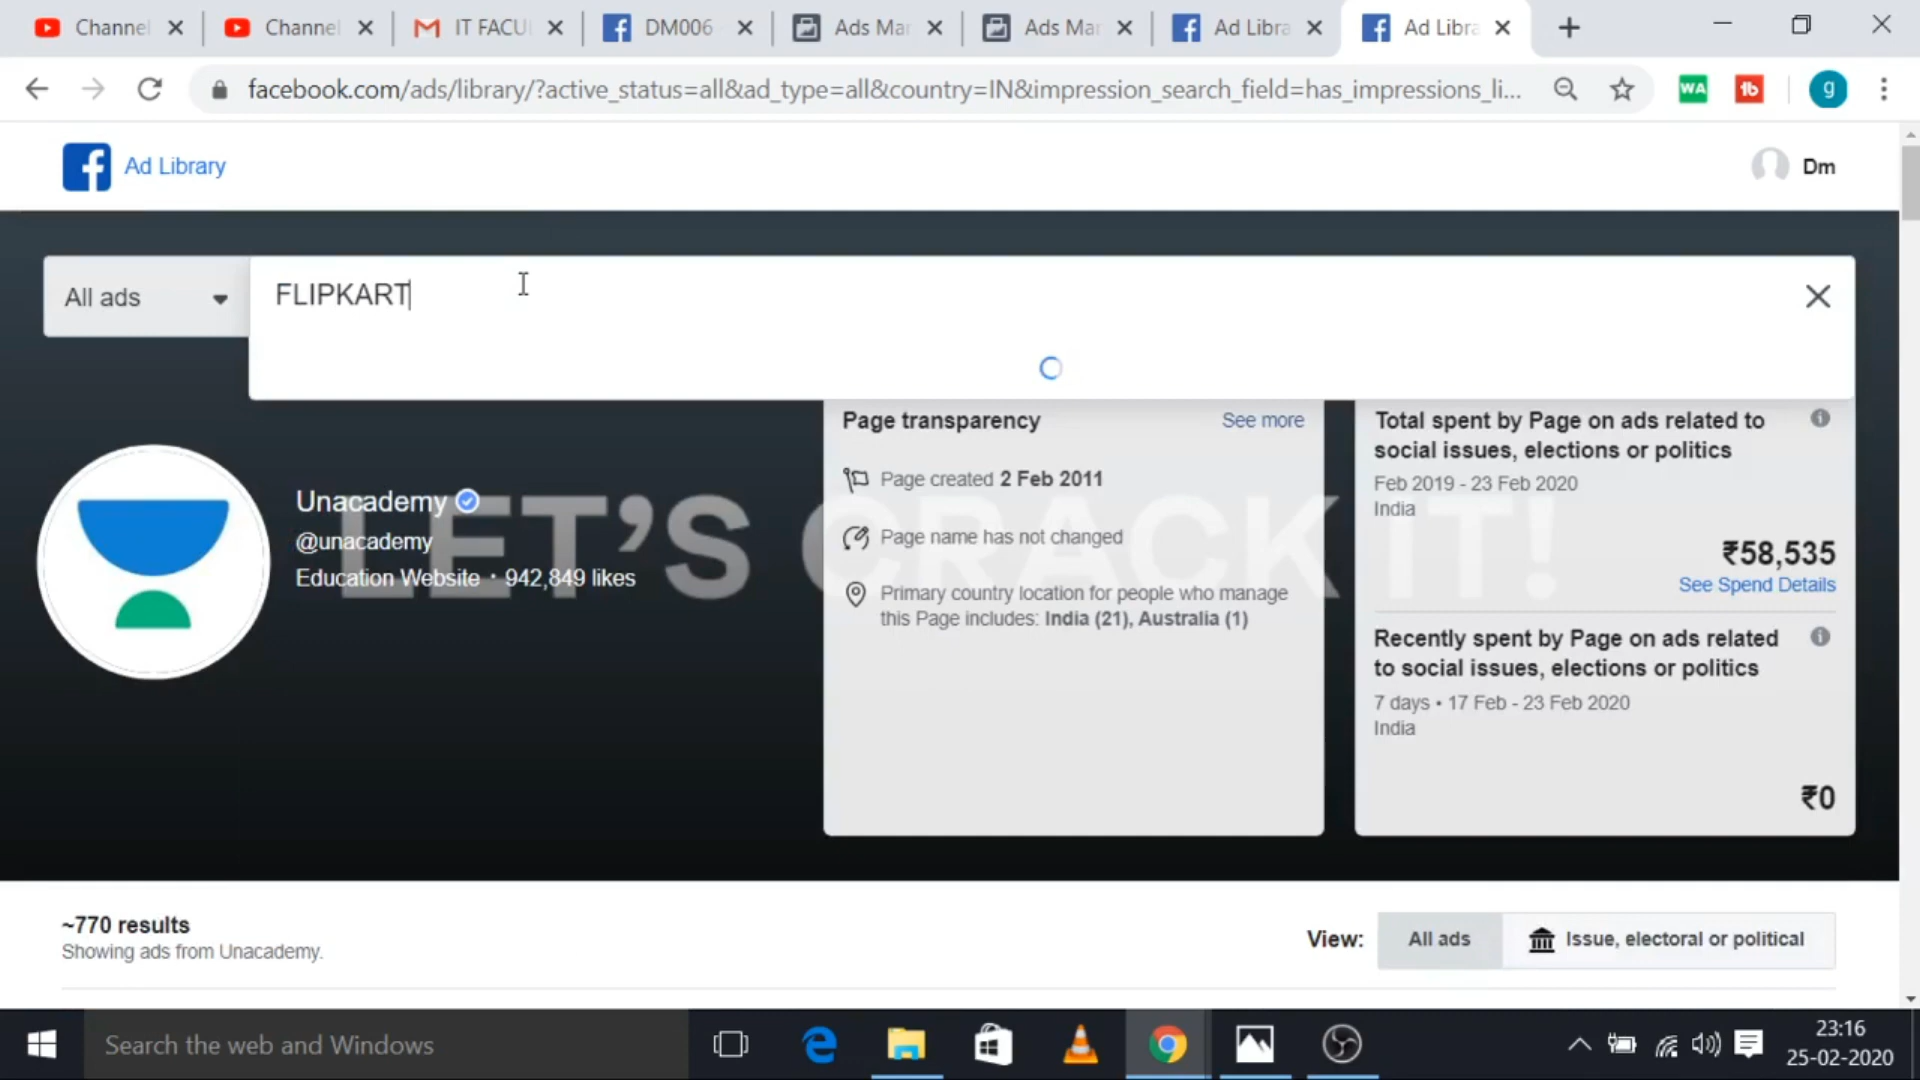 Channel
Channel
IT FACU
DM006
Ads Mar
Ads Mar
Ad Libra
Ad Libra
facebook.com/ads/library/?active_status=all&ad_type=all&country=IN&impression_search_field=has_impressions_li...
WA
g
Ad Library
Dm
All ads
FLIPKART
Page transparency
See more
Page created 2 Feb 2011
Page name has not changed
Primary country location for people who manage
this Page includes: India (21), Australia (1)
Total spent by Page on ads related to
social issues, elections or politics
Feb 2019 - 23 Feb 2020
India
₹58,535
See Spend Details
Recently spent by Page on ads related
to social issues, elections or politics
7 days • 17 Feb - 23 Feb 2020
India
₹0
LET'S CRACK IT!
Unacademy
@unacademy
Education Website · 942,849 likes
~770 results
Showing ads from Unacademy.
View:
All ads
Issue, electoral or political
Search the web and Windows
23:16
25-02-2020